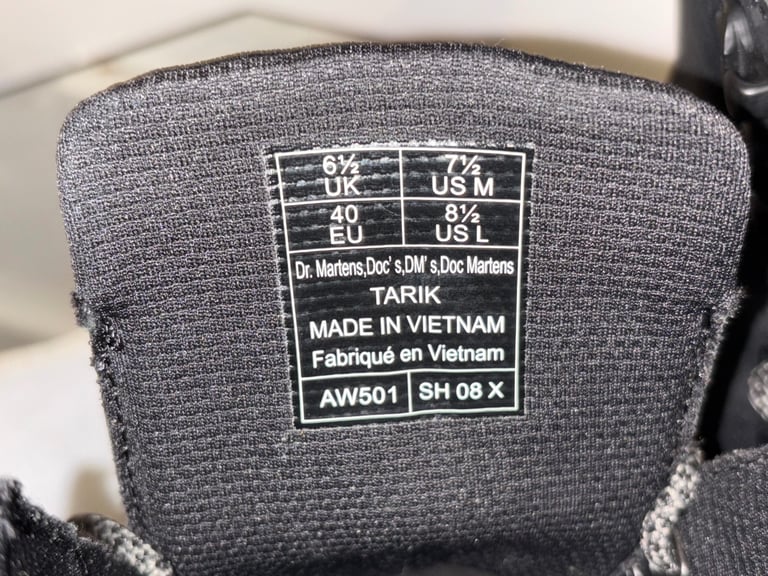 6½ 7½
UK US M
40 8½
EU US L
Dr. Martens,Doc's,DM's,Doc Martens
TARIK
MADE IN VIETNAM
Fabriqué en Vietnam
AW501 SH 08 X